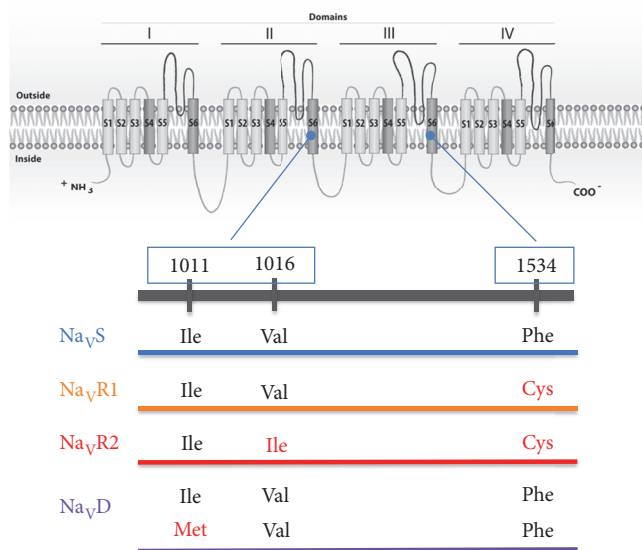 Domains
I II III IV
Outside
S1 S2 S3 S4 S5 S6 S1 S2 S3 S4 S5 S6 S1 S2 S3 S4 S5 S6 S1 S2 S3 S4 S5 S6
Inside
+ NH3 COO-
1011 1016 1534
NaVS Ile Val Phe
NaVR1 Ile Val Cys
NaVR2 Ile Ile Cys
Ile Val Phe
NaVD
Met Val Phe